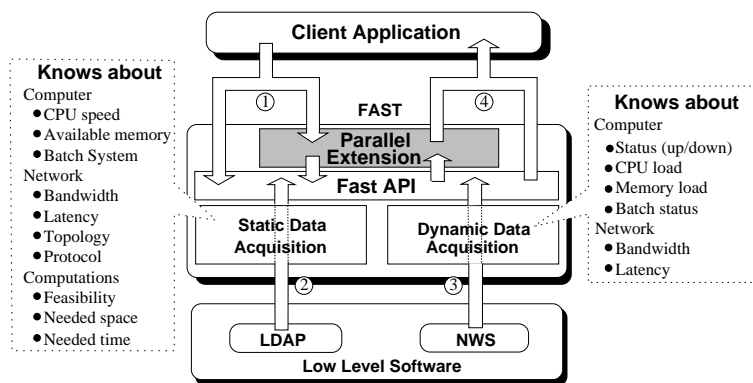 Client Application
Knows about
Computer
● CPU speed
● Available memory
● Batch System
Network
● Bandwidth
● Latency
● Topology
● Protocol
Computations
● Feasibility
● Needed space
● Needed time
1
4
FAST
Parallel
Extension
Fast API
Static Data
Acquisition
Dynamic Data
Acquisition
2
3
LDAP
NWS
Low Level Software
Knows about
Computer
● Status (up/down)
● CPU load
● Memory load
● Batch status
Network
● Bandwidth
● Latency